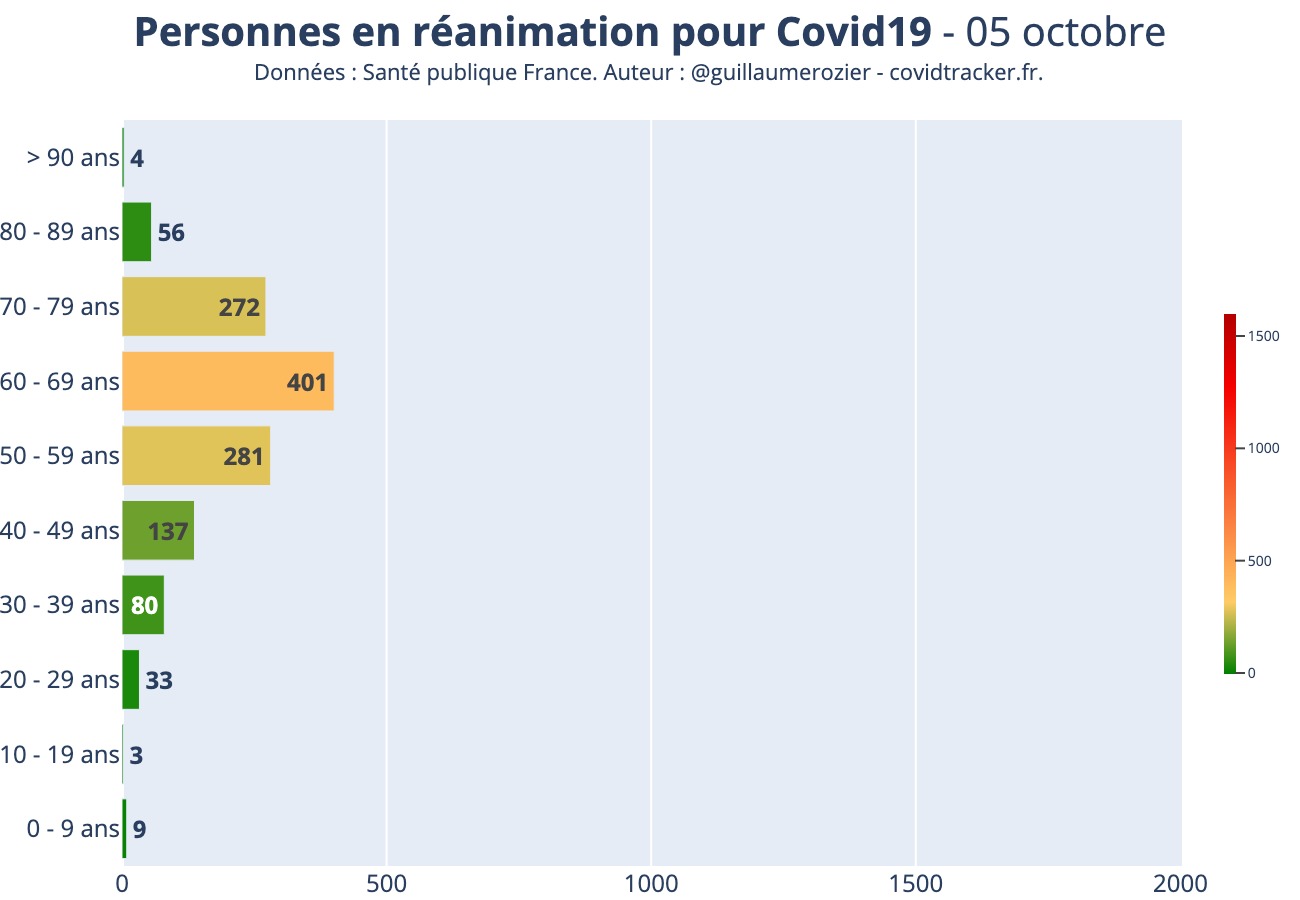 Personnes en réanimation pour Covid19 - 05 octobre
Données : Santé publique France. Auteur : @guillaumerozier - covidtracker.fr.
> 90 ans 4
80 - 89 ans 56
70 - 79 ans 272
60 - 69 ans 401
50 - 59 ans 281
40 - 49 ans 137
30 - 39 ans 80
20 - 29 ans 33
10 - 19 ans 3
0 - 9 ans 9
0 500 1000 1500 2000
1500
1000
500
0